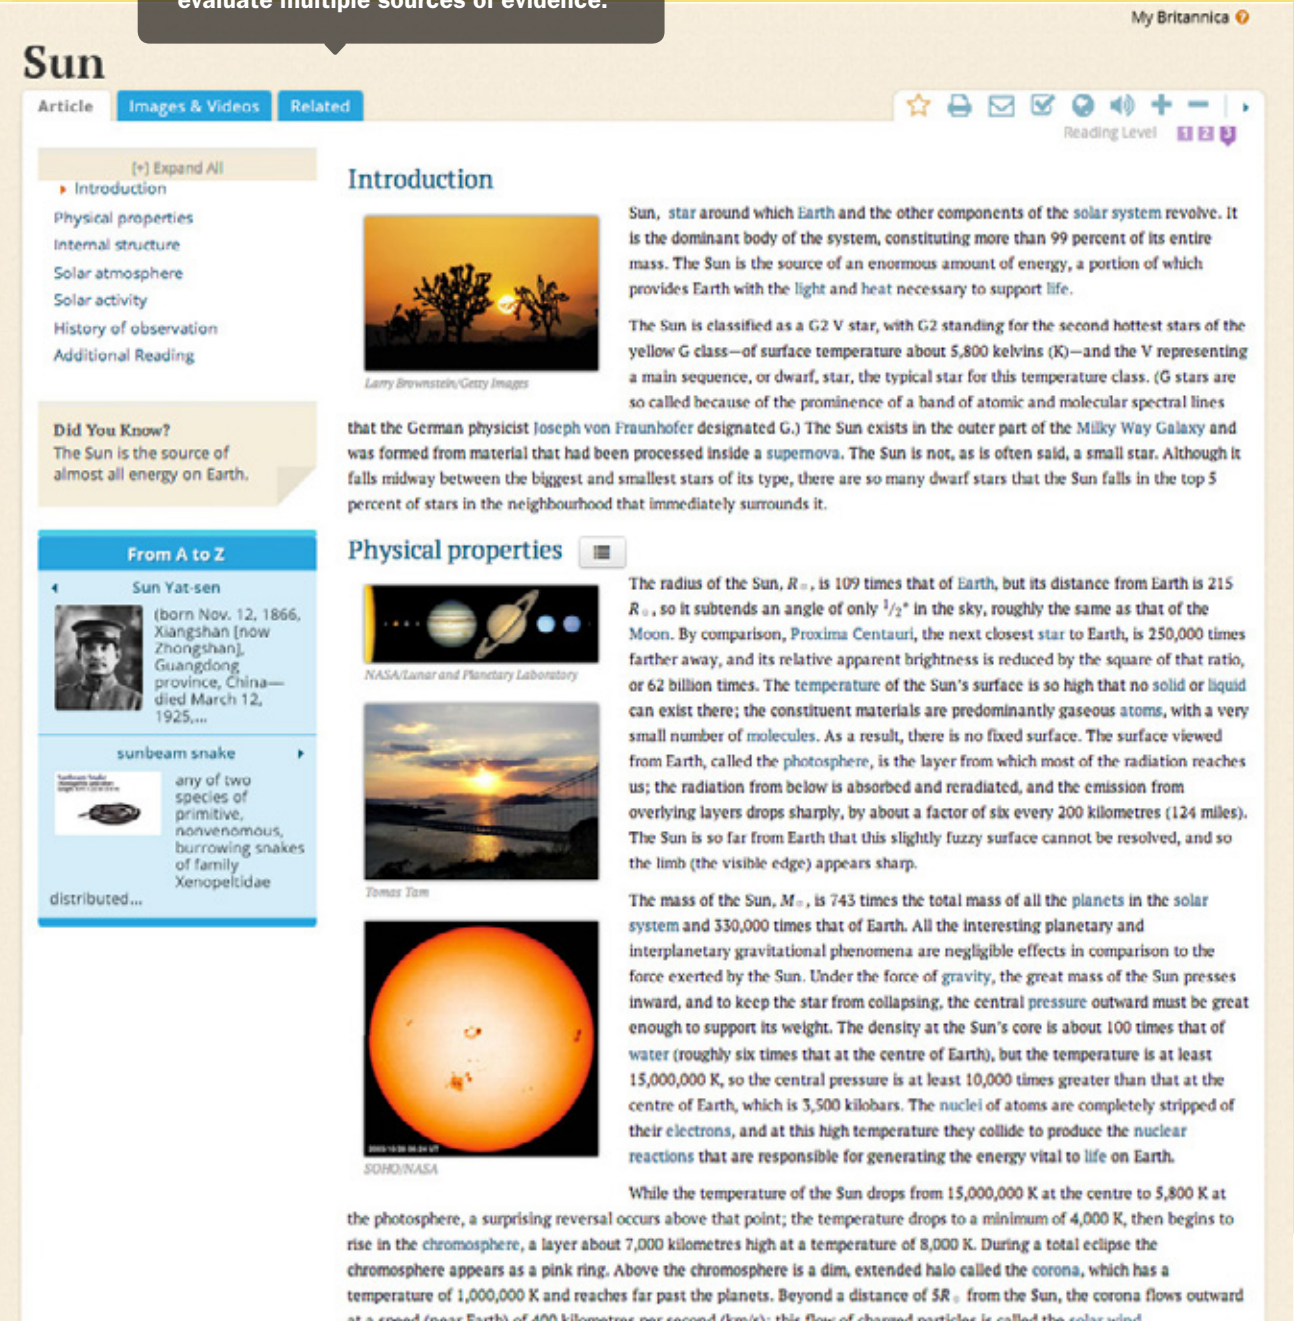 evaluate multiple sources of evidence.
My Britannica
Sun
Article
Images & Videos
Related
Reading Level 1 2 3
[+] Expand All
Introduction
Physical properties
Internal structure
Solar atmosphere
Solar activity
History of observation
Additional Reading
Did You Know?
The Sun is the source of
almost all energy on Earth.
From A to Z
Sun Yat-sen
(born Nov. 12, 1866,
Xiangshan [now
Zhongshan],
Guangdong
province, China—
died March 12,
1925,...
sunbeam snake
any of two
species of
primitive,
nonvenomous,
burrowing snakes
of family
Xenopeltidae
distributed...
Introduction
Larry Brownstein/Getty Images
Sun, star around which Earth and the other components of the solar system revolve. It
is the dominant body of the system, constituting more than 99 percent of its entire
mass. The Sun is the source of an enormous amount of energy, a portion of which
provides Earth with the light and heat necessary to support life.
The Sun is classified as a G2 V star, with G2 standing for the second hottest stars of the
yellow G class—of surface temperature about 5,800 kelvins (K)—and the V representing
a main sequence, or dwarf, star, the typical star for this temperature class. (G stars are
so called because of the prominence of a band of atomic and molecular spectral lines
that the German physicist Joseph von Fraunhofer designated G.) The Sun exists in the outer part of the Milky Way Galaxy and
was formed from material that had been processed inside a supernova. The Sun is not, as is often said, a small star. Although it
falls midway between the biggest and smallest stars of its type, there are so many dwarf stars that the Sun falls in the top 5
percent of stars in the neighbourhood that immediately surrounds it.
Physical properties
NASA/Lunar and Planetary Laboratory
Tomas Tam
SOHO/NASA
The radius of the Sun, R☉, is 109 times that of Earth, but its distance from Earth is 215
R☉, so it subtends an angle of only 1/2° in the sky, roughly the same as that of the
Moon. By comparison, Proxima Centauri, the next closest star to Earth, is 250,000 times
farther away, and its relative apparent brightness is reduced by the square of that ratio,
or 62 billion times. The temperature of the Sun's surface is so high that no solid or liquid
can exist there; the constituent materials are predominantly gaseous atoms, with a very
small number of molecules. As a result, there is no fixed surface. The surface viewed
from Earth, called the photosphere, is the layer from which most of the radiation reaches
us; the radiation from below is absorbed and reradiated, and the emission from
overlying layers drops sharply, by about a factor of six every 200 kilometres (124 miles).
The Sun is so far from Earth that this slightly fuzzy surface cannot be resolved, and so
the limb (the visible edge) appears sharp.
The mass of the Sun, M☉, is 743 times the total mass of all the planets in the solar
system and 330,000 times that of Earth. All the interesting planetary and
interplanetary gravitational phenomena are negligible effects in comparison to the
force exerted by the Sun. Under the force of gravity, the great mass of the Sun presses
inward, and to keep the star from collapsing, the central pressure outward must be great
enough to support its weight. The density at the Sun's core is about 100 times that of
water (roughly six times that at the centre of Earth), but the temperature is at least
15,000,000 K, so the central pressure is at least 10,000 times greater than that at the
centre of Earth, which is 3,500 kilobars. The nuclei of atoms are completely stripped of
their electrons, and at this high temperature they collide to produce the nuclear
reactions that are responsible for generating the energy vital to life on Earth.
While the temperature of the Sun drops from 15,000,000 K at the centre to 5,800 K at
the photosphere, a surprising reversal occurs above that point; the temperature drops to a minimum of 4,000 K, then begins to
rise in the chromosphere, a layer about 7,000 kilometres high at a temperature of 8,000 K. During a total eclipse the
chromosphere appears as a pink ring. Above the chromosphere is a dim, extended halo called the corona, which has a
temperature of 1,000,000 K and reaches far past the planets. Beyond a distance of 5R☉ from the Sun, the corona flows outward
at a speed (near Earth) of 400 kilometres per second (km/s); this flow of charged particles is called the solar wind.